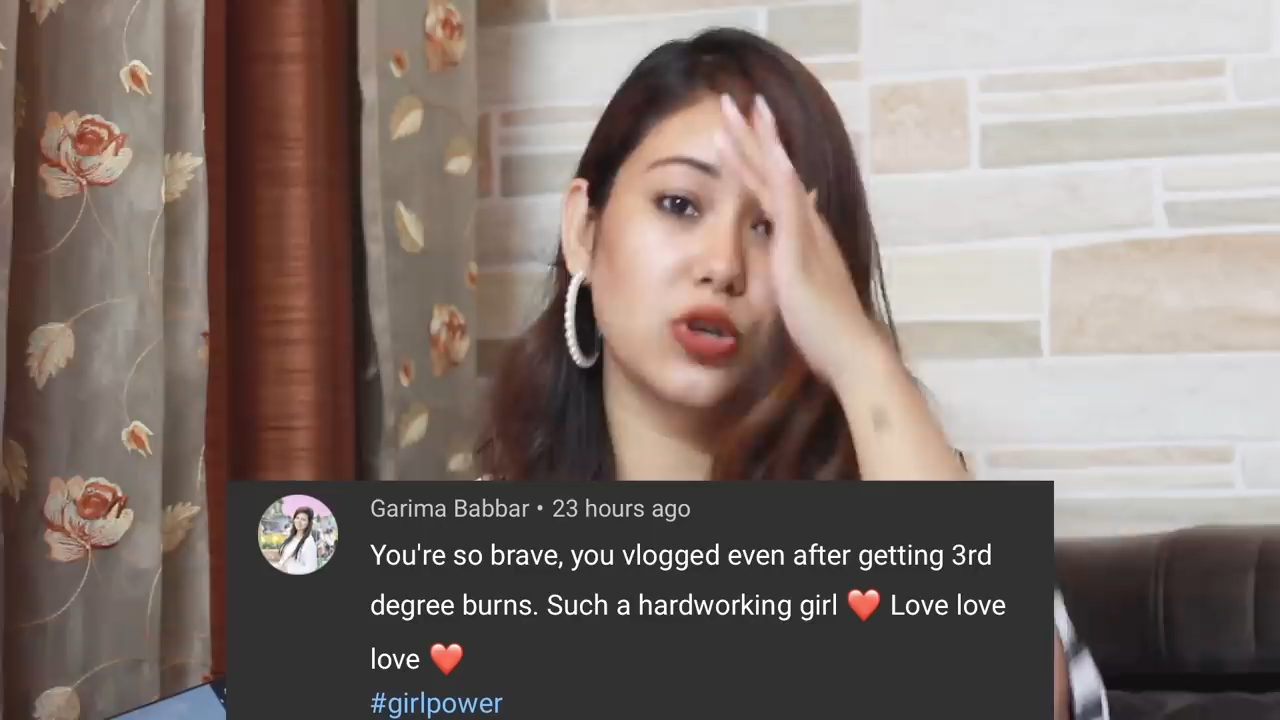 Garima Babbar • 23 hours ago
You're so brave, you vlogged even after getting 3rd
degree burns. Such a hardworking girl ❤️ Love love
love ❤️
#girlpower